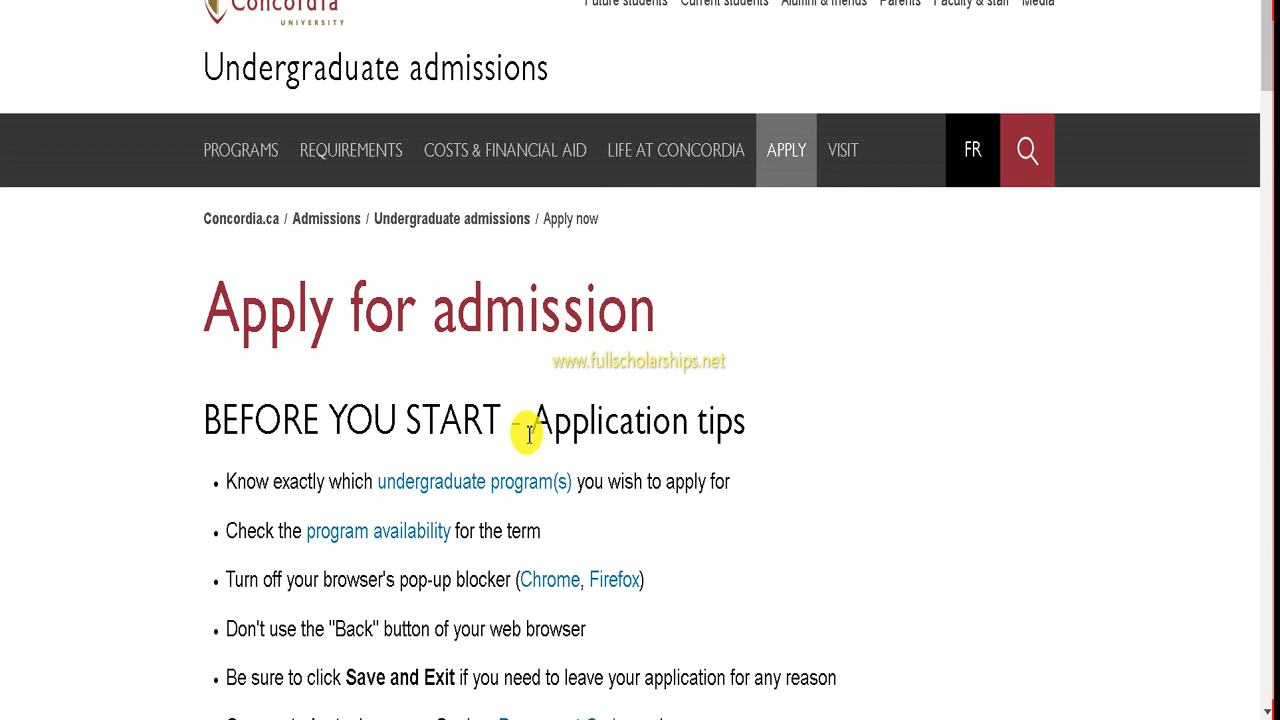 Concordia
UNIVERSITY
Future students Current students Alumni & friends Parents Faculty & staff Media
Undergraduate admissions
PROGRAMS REQUIREMENTS COSTS & FINANCIAL AID LIFE AT CONCORDIA APPLY VISIT FR
Concordia.ca / Admissions / Undergraduate admissions / Apply now
Apply for admission
www.fullscholarships.net
BEFORE YOU START - Application tips
• Know exactly which undergraduate program(s) you wish to apply for
• Check the program availability for the term
• Turn off your browser's pop-up blocker (Chrome, Firefox)
• Don't use the "Back" button of your web browser
• Be sure to click Save and Exit if you need to leave your application for any reason